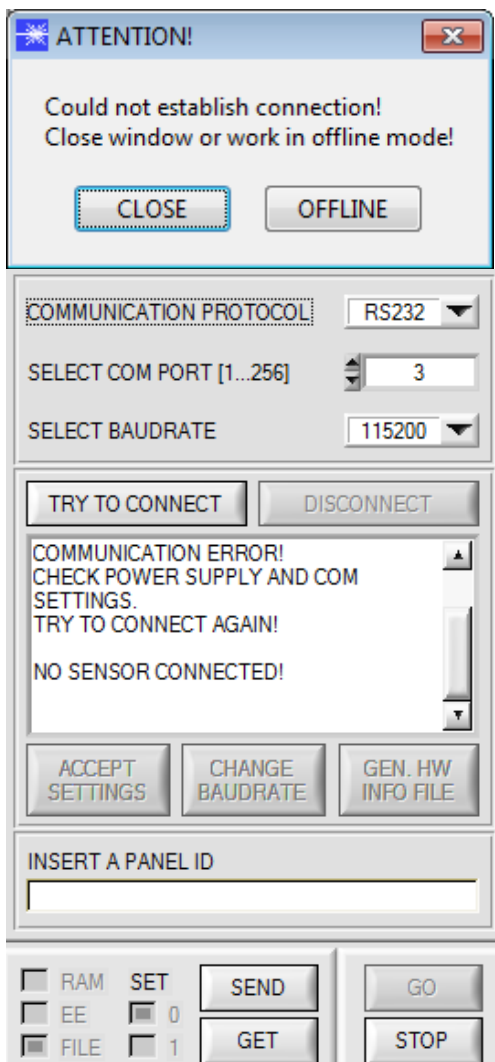 ATTENTION!
Could not establish connection!
Close window or work in offline mode!
CLOSE OFFLINE
COMMUNICATION PROTOCOL RS232
SELECT COM PORT [1...256] 3
SELECT BAUDRATE 115200
TRY TO CONNECT DISCONNECT
COMMUNICATION ERROR!
CHECK POWER SUPPLY AND COM
SETTINGS.
TRY TO CONNECT AGAIN!
NO SENSOR CONNECTED!
ACCEPT SETTINGS CHANGE BAUDRATE GEN. HW INFO FILE
INSERT A PANEL ID
RAM SET SEND GO
EE 0
FILE 1 GET STOP